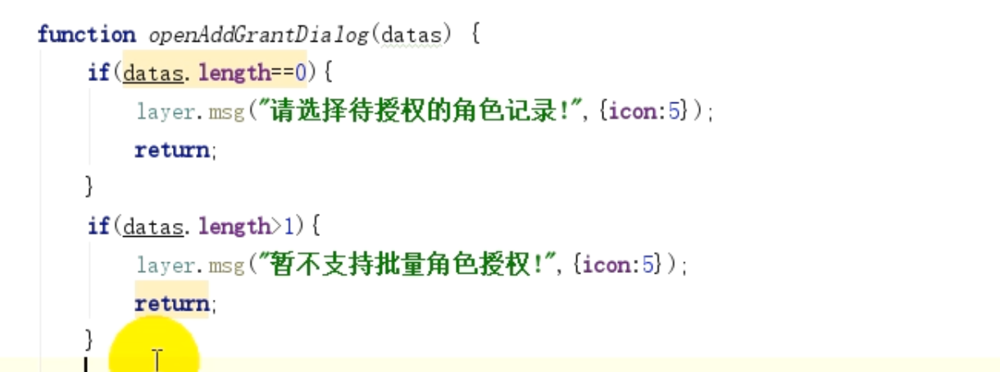 function openAddGrantDialog(datas) {
if(datas.length==0){
layer.msg("请选择待授权的角色记录!",{icon:5});
return;
}
if(datas.length>1){
layer.msg("暂不支持批量角色授权!",{icon:5});
return;
}